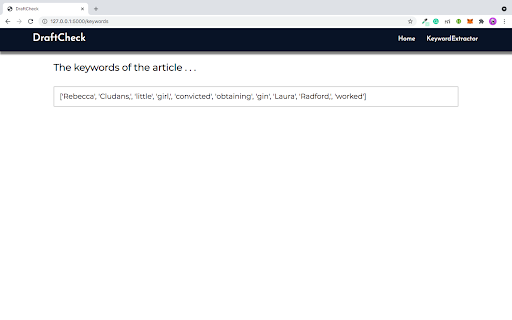 DraftCheck
127.0.0.1:5000/keywords
DraftCheck
Home KeywordExtractor
The keywords of the article . . .
['Rebecca', 'Cludans,', 'little', 'girl,', 'convicted', 'obtaining', 'gin', 'Laura', 'Radford,', 'worked']